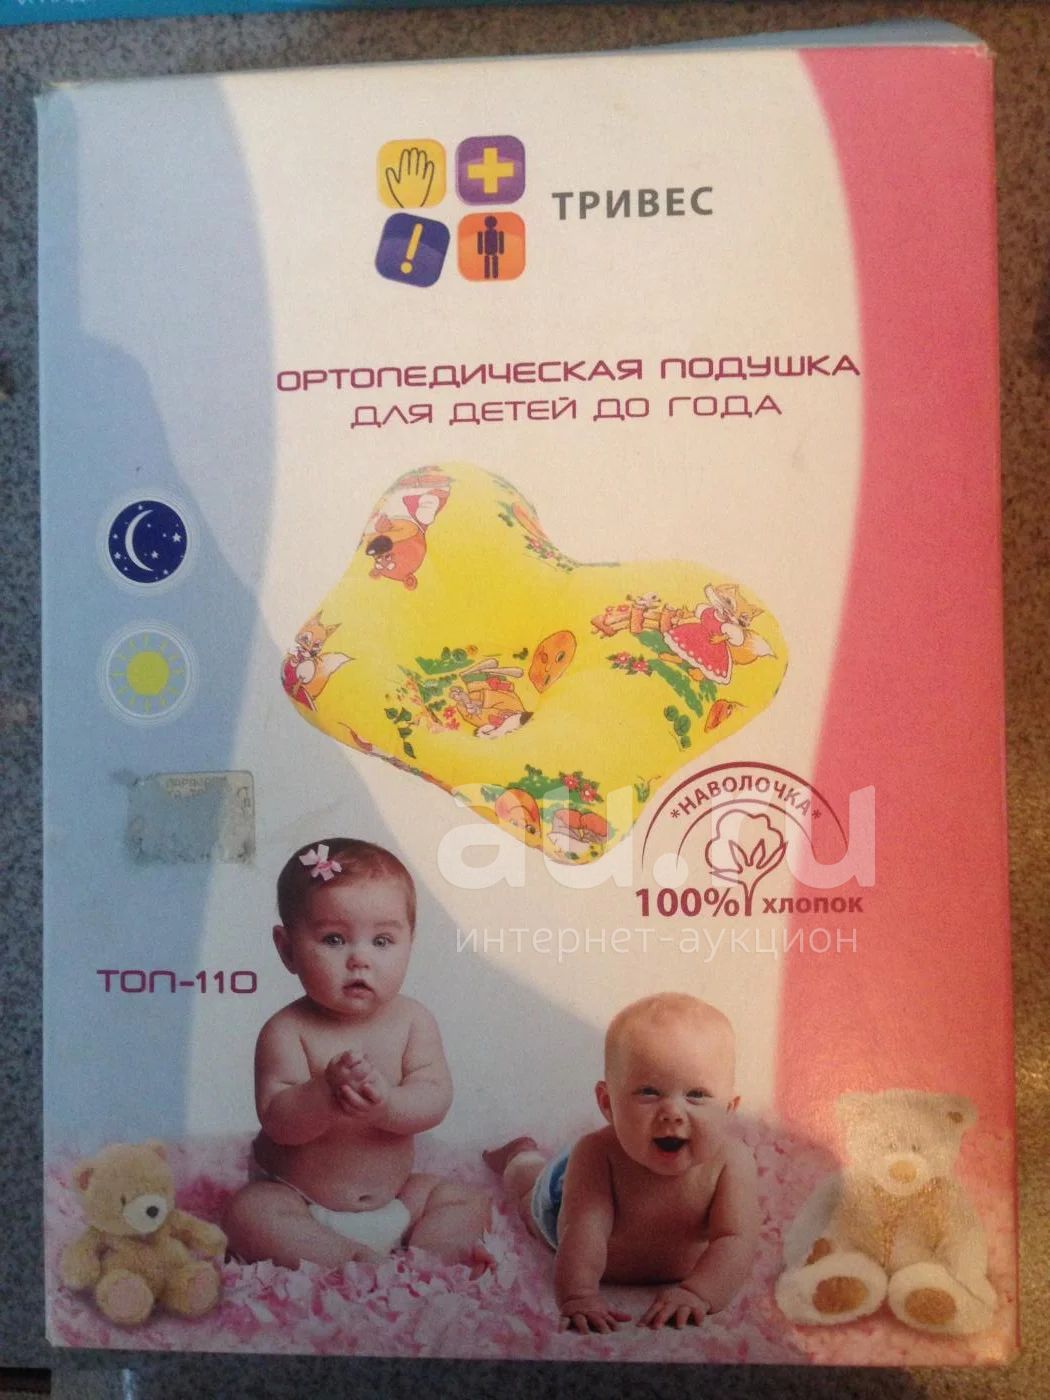 ТРИВЕС
ОРТОПЕДИЧЕСКАЯ ПОДУШКА
ДЛЯ ДЕТЕЙ ДО ГОДА
*НАВОЛОЧКА*
100% ХЛОПОК
au.ru
интернет-аукцион
ТОП-110